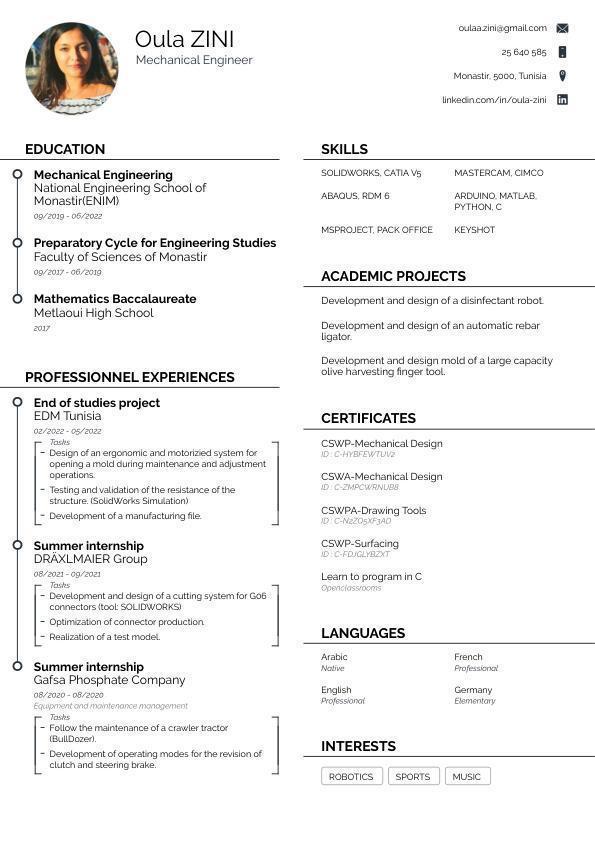 Oula ZINI
Mechanical Engineer
oulaa.zini@gmail.com
25 640 585
Monastir, 5000, Tunisia
linkedin.com/in/oula-zini
EDUCATION
Mechanical Engineering
National Engineering School of
Monastir(ENIM)
09/2019 - 06/2022
Preparatory Cycle for Engineering Studies
Faculty of Sciences of Monastir
09/2017 - 06/2019
Mathematics Baccalaureate
Metlaoui High School
2017
PROFESSIONNEL EXPERIENCES
End of studies project
EDM Tunisia
02/2022 - 05/2022
Tasks
- Design of an ergonomic and motorizied system for
opening a mold during maintenance and adjustment
operations.
- Testing and validation of the resistance of the
structure. (SolidWorks Simulation)
- Development of a manufacturing file.
Summer internship
DRÄXLMAIER Group
08/2021 - 09/2021
Tasks
- Development and design of a cutting system for G06
connectors (tool: SOLIDWORKS)
- Optimization of connector production.
- Realization of a test model.
Summer internship
Gafsa Phosphate Company
08/2020 - 08/2020
Equipment and maintenance management
Tasks
- Follow the maintenance of a crawler tractor
(BullDozer).
- Development of operating modes for the revision of
clutch and steering brake.
SKILLS
SOLIDWORKS, CATIA V5
MASTERCAM, CIMCO
ABAQUS, RDM 6
ARDUINO, MATLAB,
PYTHON, C
MSPROJECT, PACK OFFICE
KEYSHOT
ACADEMIC PROJECTS
Development and design of a disinfectant robot.
Development and design of an automatic rebar
ligator.
Development and design mold of a large capacity
olive harvesting finger tool.
CERTIFICATES
CSWP-Mechanical Design
ID : C-HYBFEWTUV2
CSWA-Mechanical Design
ID : C-ZMPCWRNUB8
CSWPA-Drawing Tools
ID : C-N2ZO5XF3AD
CSWP-Surfacing
ID : C-FDJGLYBZXT
Learn to program in C
Openclassrooms
LANGUAGES
Arabic
Native
French
Professional
English
Professional
Germany
Elementary
INTERESTS
ROBOTICS
SPORTS
MUSIC